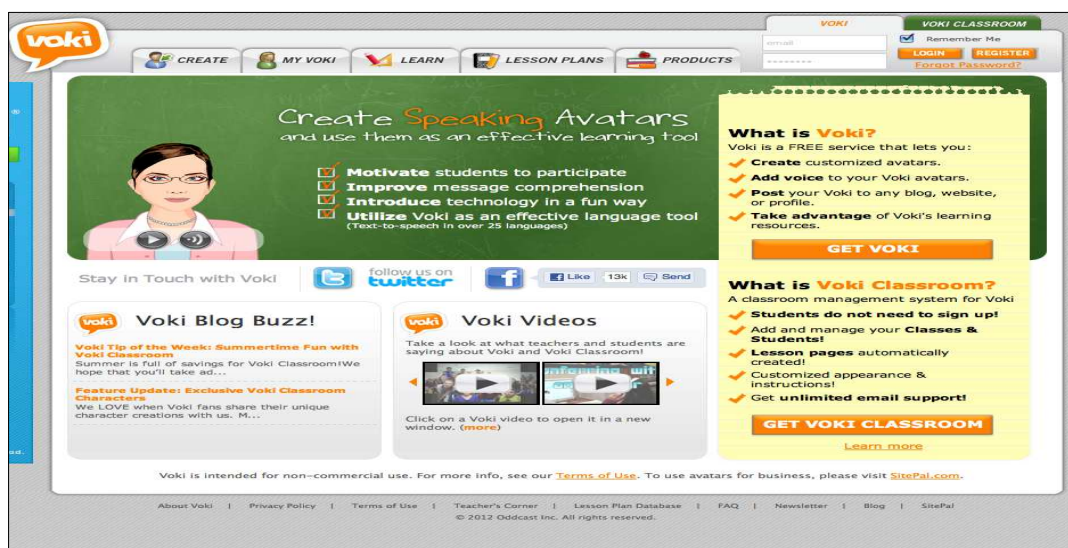 voki
VOKI
VOKI CLASSROOM
email
Remember Me
••••••••
LOGIN
REGISTER
Forgot Password?
CREATE
MY VOKI
LEARN
LESSON PLANS
PRODUCTS
Create Speaking Avatars
and use them as an effective learning tool
Motivate students to participate
Improve message comprehension
Introduce technology in a fun way
Utilize Voki as an effective language tool
(Text-to-speech in over 25 languages)
What is Voki?
Voki is a FREE service that lets you:
Create customized avatars.
Add voice to your Voki avatars.
Post your Voki to any blog, website,
or profile.
Take advantage of Voki's learning
resources.
GET VOKI
Stay in Touch with Voki
follow us on
twitter
Like
13k
Send
What is Voki Classroom?
A classroom management system for Voki
Students do not need to sign up!
Add and manage your Classes &
Students!
Lesson pages automatically
created!
Customized appearance &
instructions!
Get unlimited email support!
GET VOKI CLASSROOM
Learn more
voki
Voki Blog Buzz!
Voki Tip of the Week: Summertime Fun with
Voki Classroom
Summer is full of savings for Voki Classroom!We
hope that you'll take ad...
Feature Update: Exclusive Voki Classroom
Characters
We LOVE when Voki fans share their unique
character creations with us. M...
voki
Voki Videos
Take a look at what teachers and students are
saying about Voki and Voki Classroom!
Click on a Voki video to open it in a new
window. (more)
Voki is intended for non-commercial use. For more info, see our Terms of Use. To use avatars for business, please visit SitePal.com.
About Voki | Privacy Policy | Terms of Use | Teacher's Corner | Lesson Plan Database | FAQ | Newsletter | Blog | SitePal
© 2012 Oddcast Inc. All rights reserved.